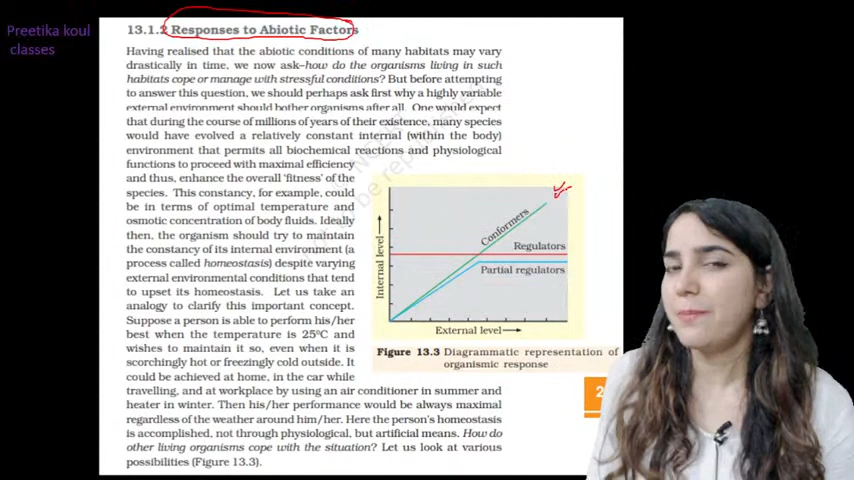 Preetika koul
classes
13.1.2 Responses to Abiotic Factors
Having realised that the abiotic conditions of many habitats may vary
drastically in time, we now ask–how do the organisms living in such
habitats cope or manage with stressful conditions? But before attempting
to answer this question, we should perhaps ask first why a highly variable
external environment should bother organisms after all. One would expect
that during the course of millions of years of their existence, many species
would have evolved a relatively constant internal (within the body)
environment that permits all biochemical reactions and physiological
functions to proceed with maximal efficiency
and thus, enhance the overall ‘fitness’ of the
species. This constancy, for example, could
be in terms of optimal temperature and
osmotic concentration of body fluids. Ideally
then, the organism should try to maintain
the constancy of its internal environment (a
process called homeostasis) despite varying
external environmental conditions that tend
to upset its homeostasis. Let us take an
analogy to clarify this important concept.
Suppose a person is able to perform his/her
best when the temperature is 25⁰C and
wishes to maintain it so, even when it is
scorchingly hot or freezingly cold outside. It
could be achieved at home, in the car while
travelling, and at workplace by using an air conditioner in summer and
heater in winter. Then his/her performance would be always maximal
regardless of the weather around him/her. Here the person's homeostasis
is accomplished, not through physiological, but artificial means. How do
other living organisms cope with the situation? Let us look at various
possibilities (Figure 13.3).
Conformers
Regulators
Partial regulators
Internal level
External level
Figure 13.3 Diagrammatic representation of
organismic response
2